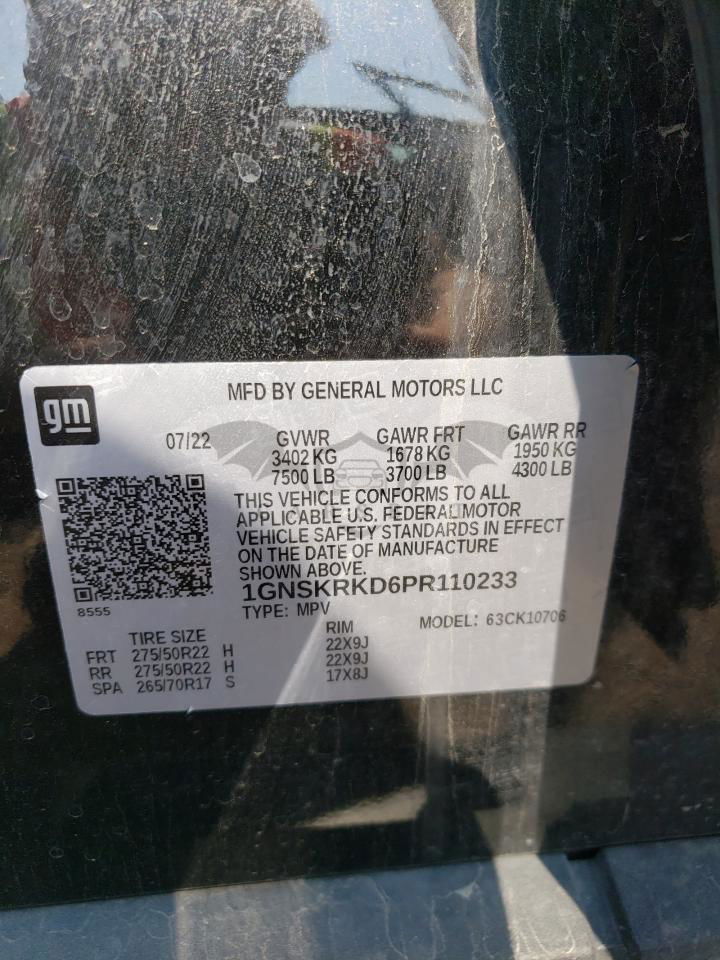 gm
MFD BY GENERAL MOTORS LLC
07/22 GVWR GAWR FRT GAWR RR
3402 KG 1678 KG 1950 KG
7500 LB 3700 LB 4300 LB
THIS VEHICLE CONFORMS TO ALL
APPLICABLE U.S. FEDERAL MOTOR
VEHICLE SAFETY STANDARDS IN EFFECT
ON THE DATE OF MANUFACTURE
SHOWN ABOVE.
1GNSKRKD6PR110233
8555
TYPE: MPV MODEL: 63CK10706
TIRE SIZE RIM
FRT 275/50R22 H 22X9J
RR 275/50R22 H 22X9J
SPA 265/70R17 S 17X8J